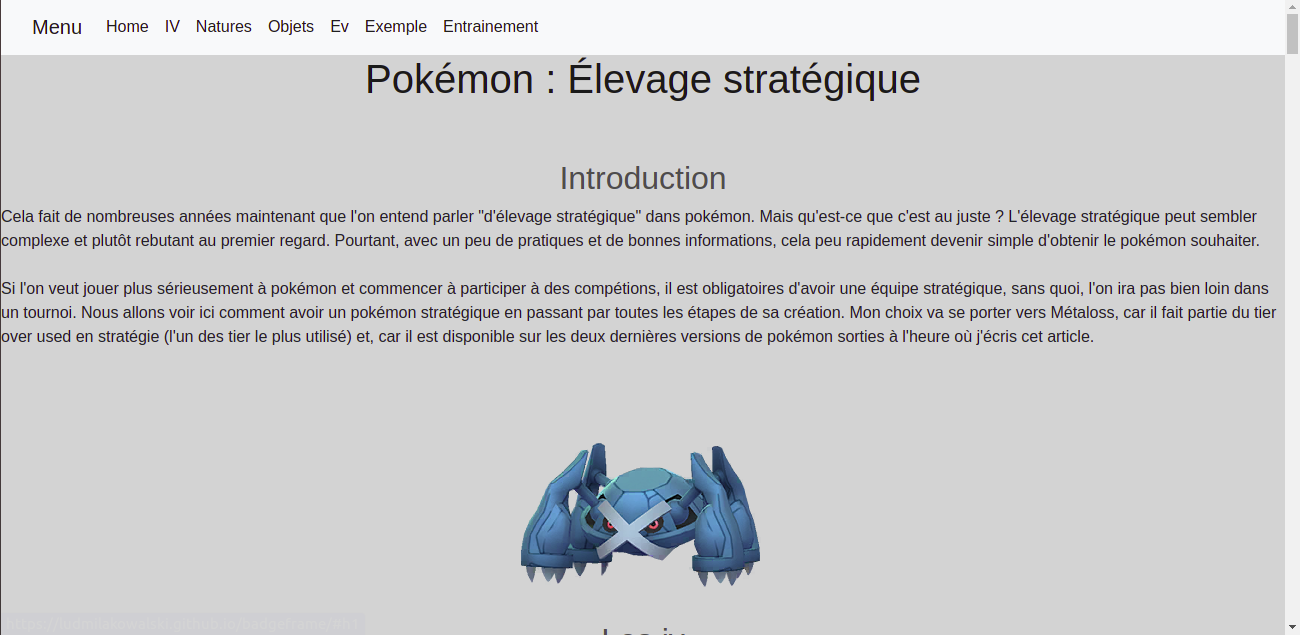 Menu Home IV Natures Objets Ev Exemple Entrainement
Pokémon : Élevage stratégique
Introduction
Cela fait de nombreuses années maintenant que l'on entend parler "d'élevage stratégique" dans pokémon. Mais qu'est-ce que c'est au juste ? L'élevage stratégique peut sembler
complexe et plutôt rebutant au premier regard. Pourtant, avec un peu de pratiques et de bonnes informations, cela peu rapidement devenir simple d'obtenir le pokémon souhaiter.
Si l'on veut jouer plus sérieusement à pokémon et commencer à participer à des compétions, il est obligatoires d'avoir une équipe stratégique, sans quoi, l'on ira pas bien loin dans
un tournoi. Nous allons voir ici comment avoir un pokémon stratégique en passant par toutes les étapes de sa création. Mon choix va se porter vers Métaloss, car il fait partie du tier
over used en stratégie (l'un des tier le plus utilisé) et, car il est disponible sur les deux dernières versions de pokémon sorties à l'heure où j'écris cet article.